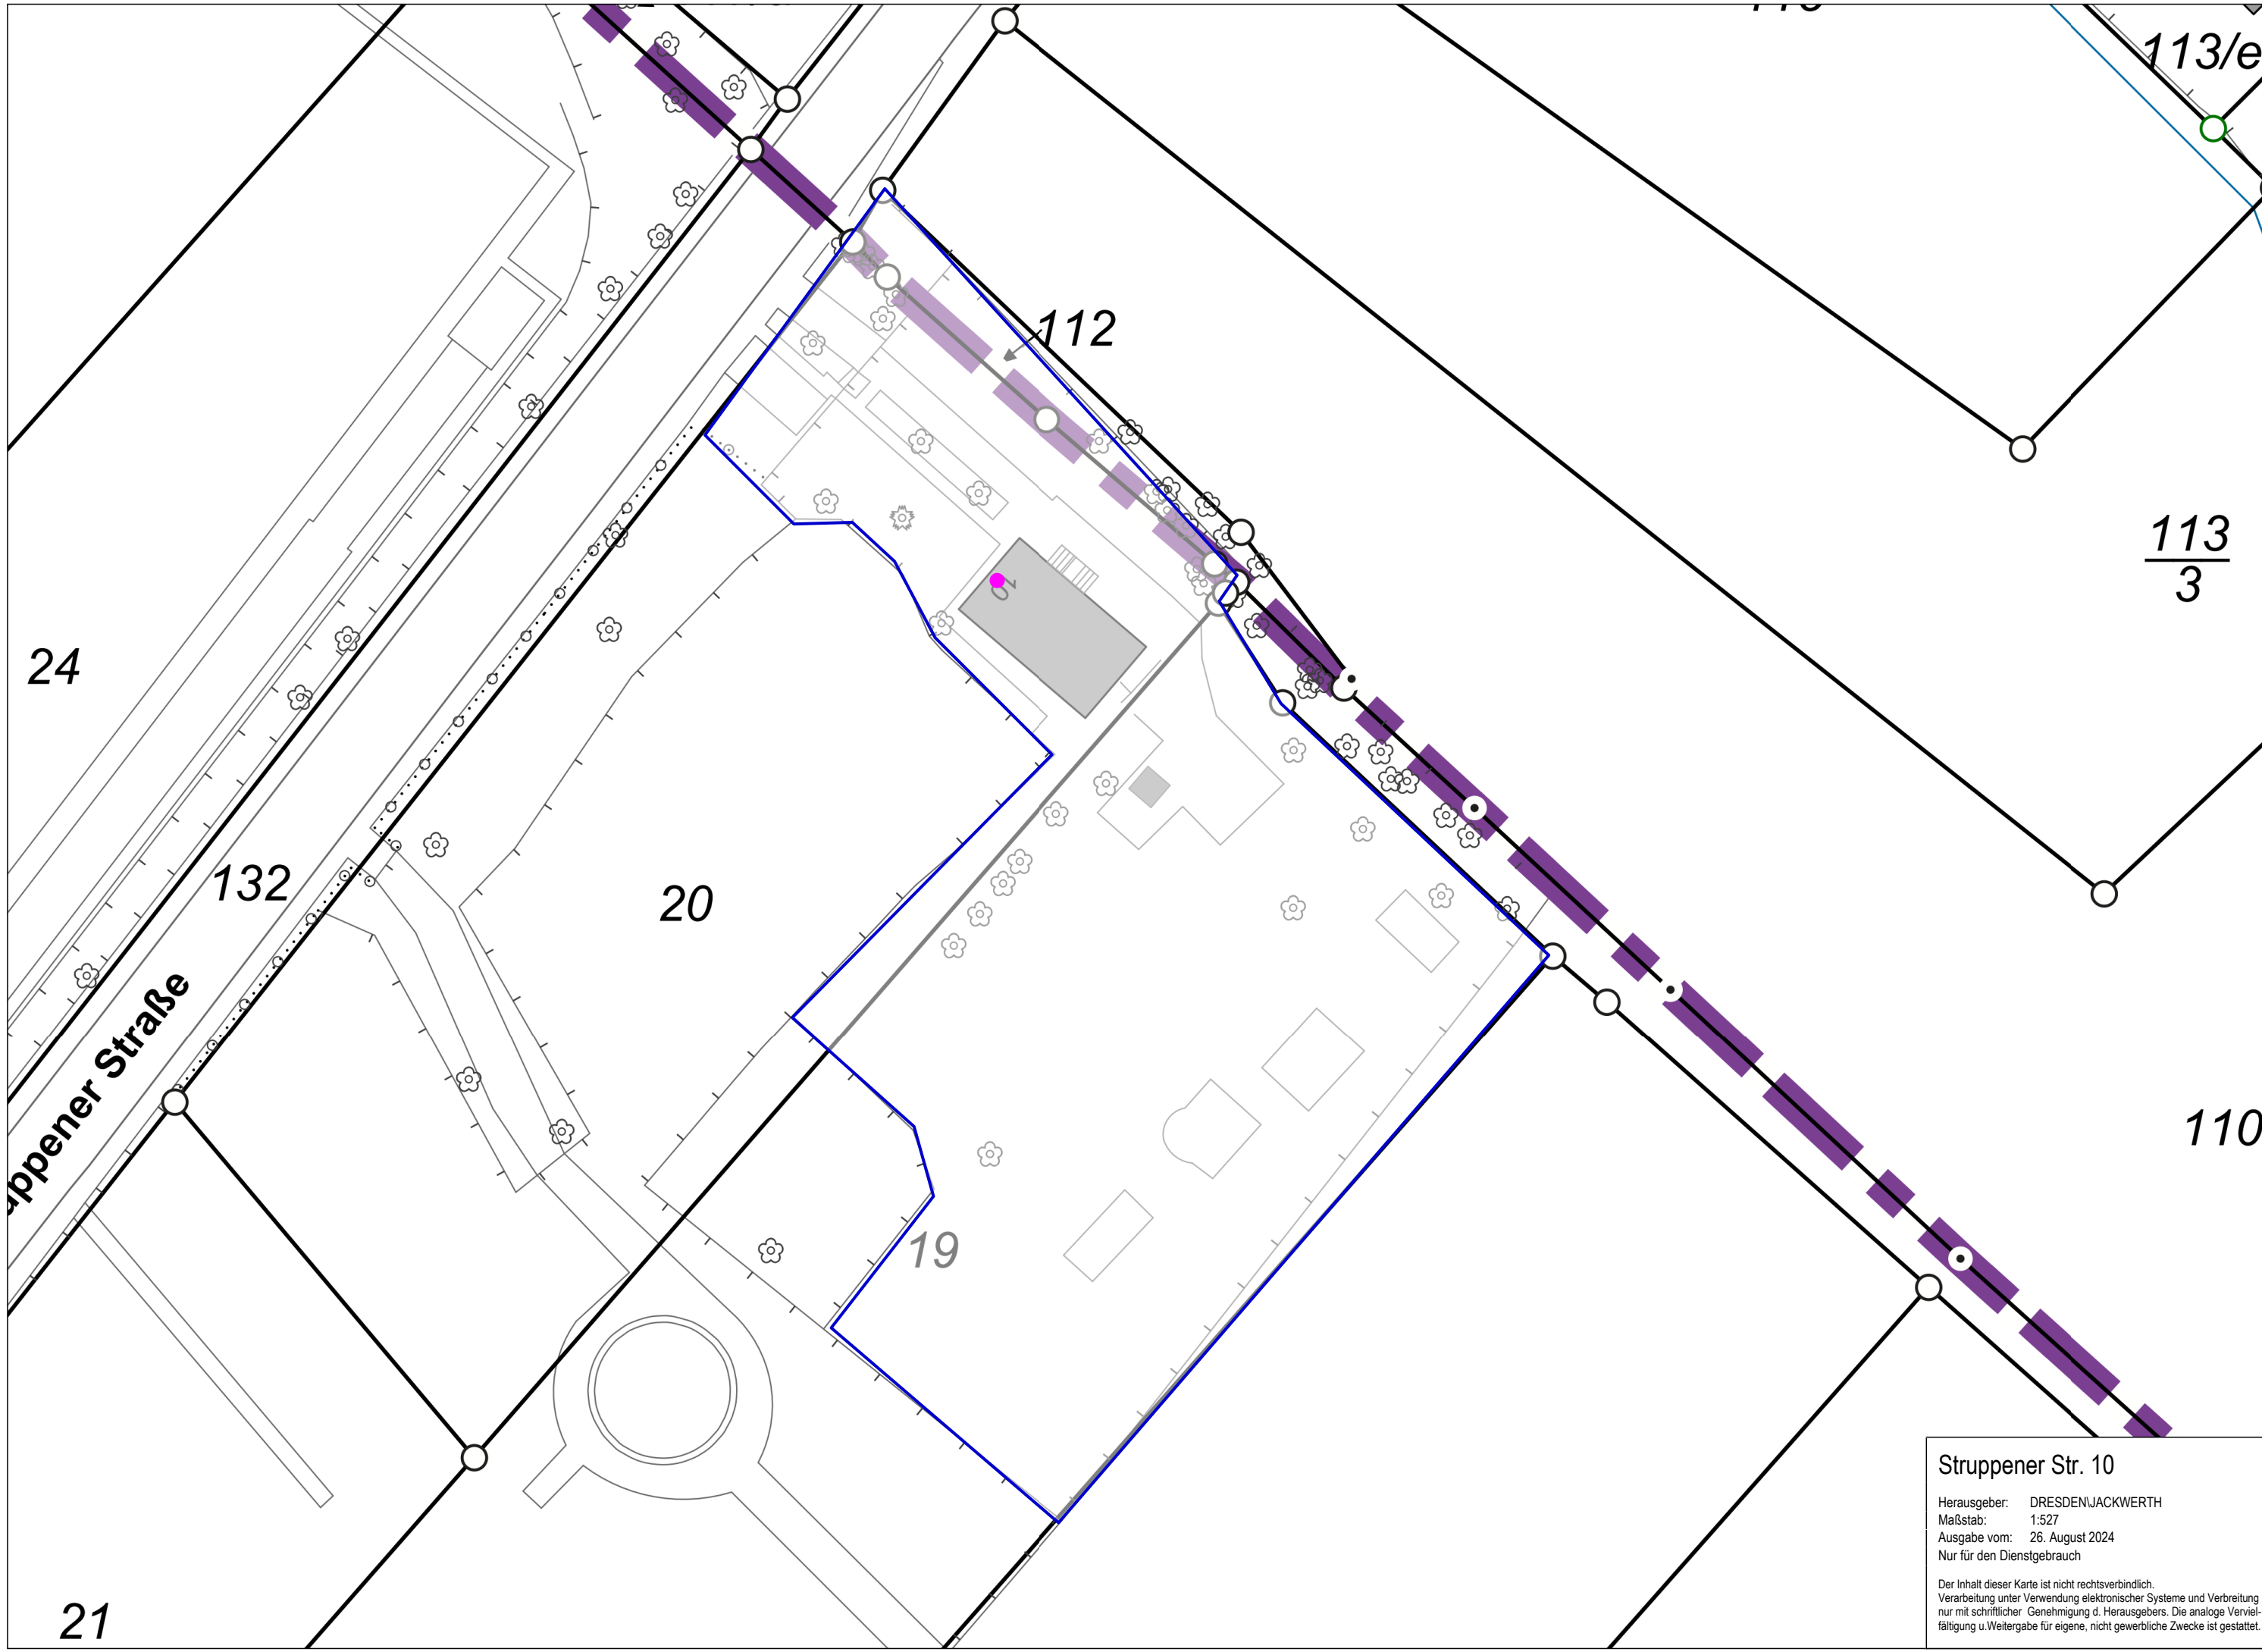 113/e
112
113
3
24
10
132
20
uppener Straße
110
19
21
Struppener Str. 10
Herausgeber: DRESDEN\JACKWERTH
Maßstab: 1:527
Ausgabe vom: 26. August 2024
Nur für den Dienstgebrauch
Der Inhalt dieser Karte ist nicht rechtsverbindlich.
Verarbeitung unter Verwendung elektronischer Systeme und Verbreitung
nur mit schriftlicher Genehmigung d. Herausgebers. Die analoge Verviel-
fältigung u.Weitergabe für eigene, nicht gewerbliche Zwecke ist gestattet.